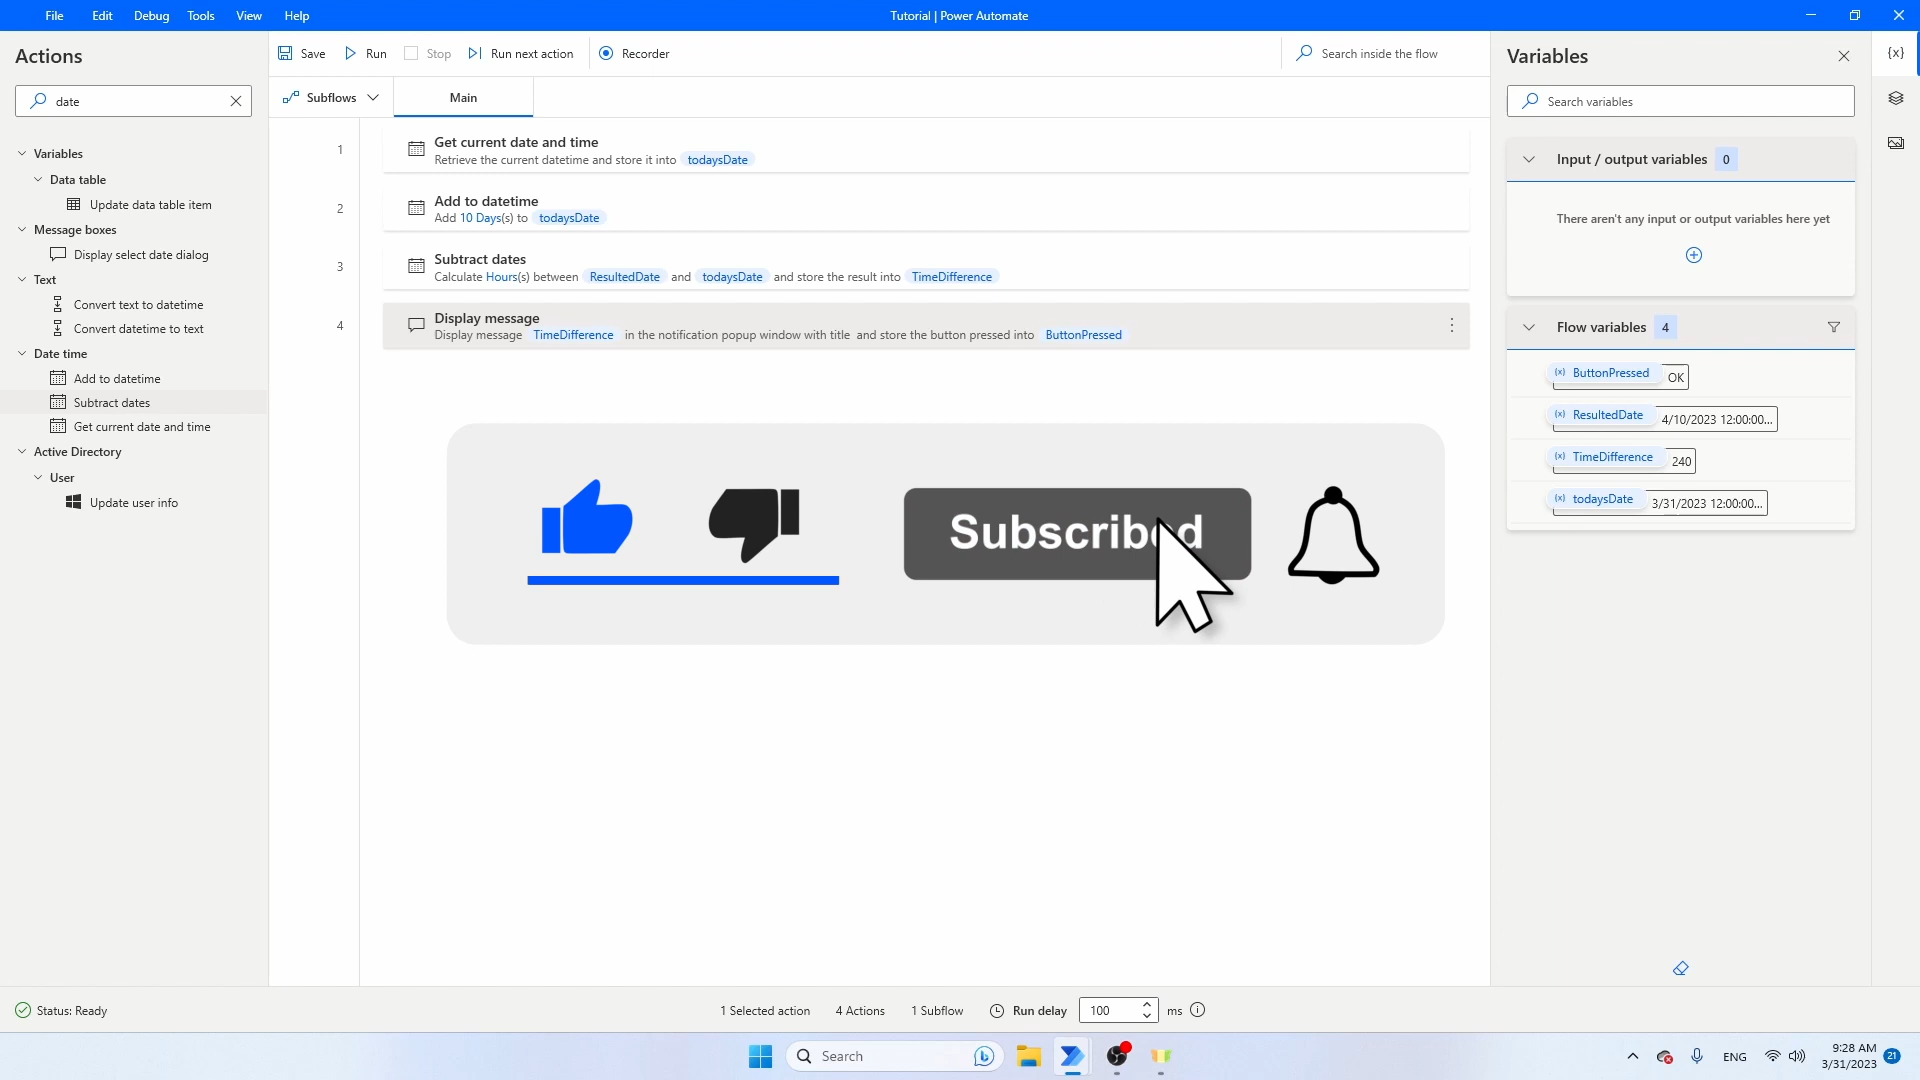 File Edit Debug Tools View Help
Tutorial | Power Automate
Actions
date
Variables
Data table
Update data table item
Message boxes
Display select date dialog
Text
Convert text to datetime
Convert datetime to text
Date time
Add to datetime
Subtract dates
Get current date and time
Active Directory
User
Update user info
Save Run Stop Run next action Recorder
Search inside the flow
Subflows Main
1 Get current date and time
Retrieve the current datetime and store it into todaysDate
2 Add to datetime
Add 10 Days(s) to todaysDate
3 Subtract dates
Calculate Hours(s) between ResultedDate and todaysDate and store the result into TimeDifference
4 Display message
Display message TimeDifference in the notification popup window with title and store the button pressed into ButtonPressed
Subscribed
Variables
{x}
Search variables
Input / output variables 0
There aren't any input or output variables here yet
Flow variables 4
(x) ButtonPressed OK
(x) ResultedDate 4/10/2023 12:00:00...
(x) TimeDifference 240
(x) todaysDate 3/31/2023 12:00:00...
Status: Ready
1 Selected action 4 Actions 1 Subflow Run delay 100 ms
Search
ENG
9:28 AM
3/31/2023
21